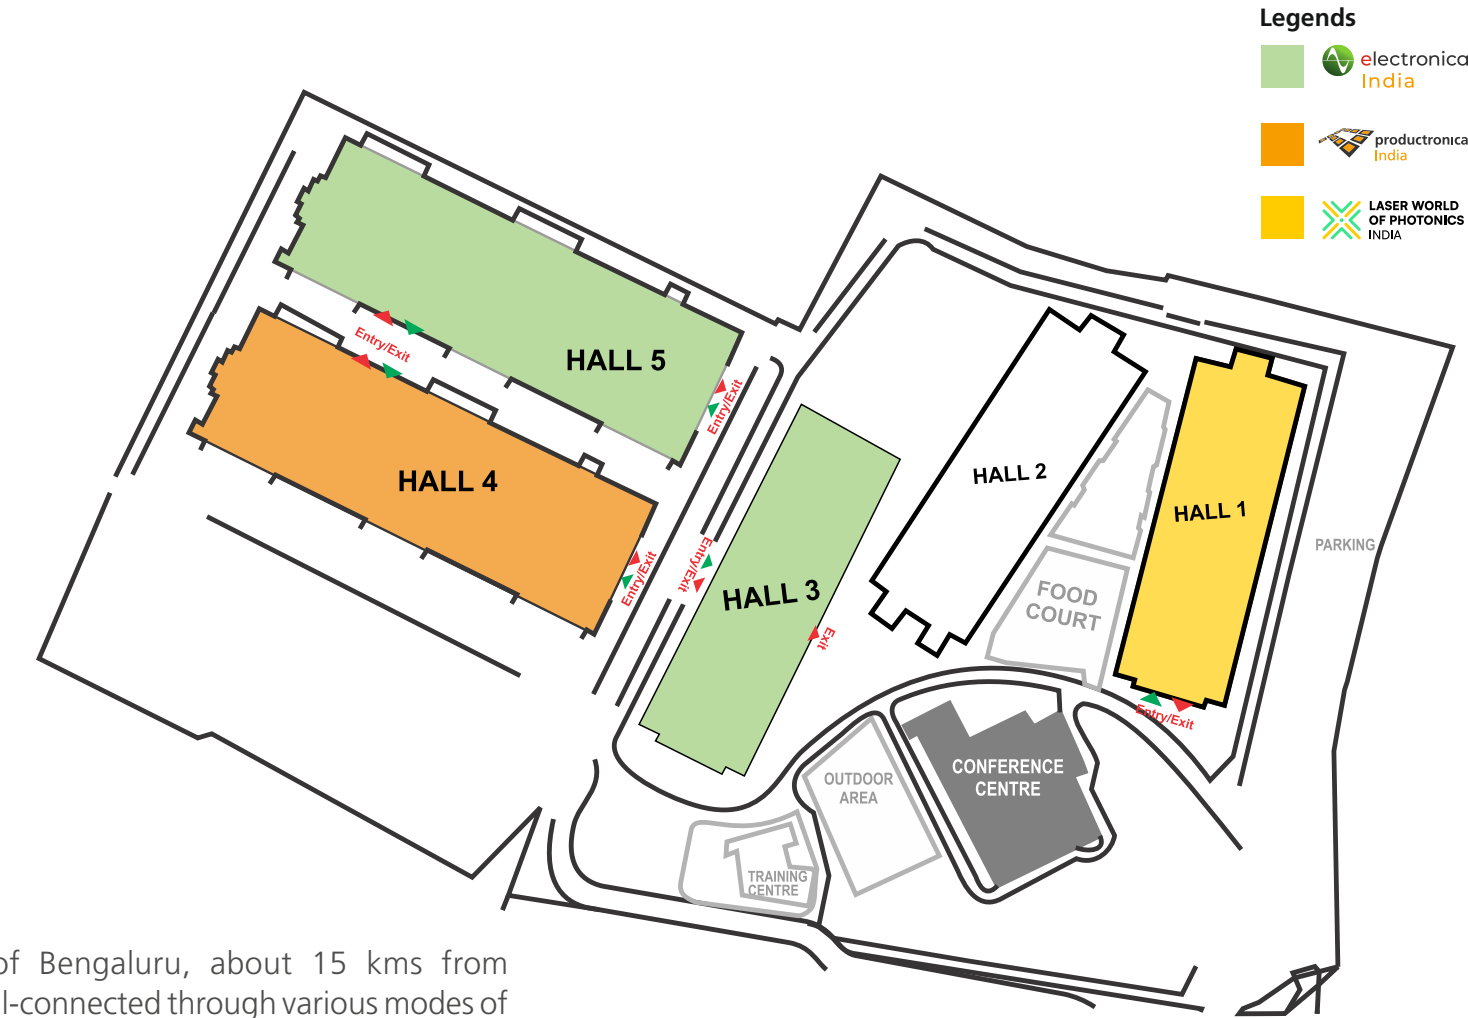 Legends
electronica
India
productronica
India
LASER WORLD
OF PHOTONICS
INDIA
HALL 5
Entry/Exit
Entry/Exit
HALL 4
Entry/Exit
Entry/Exit
HALL 3
Exit
HALL 2
HALL 1
Entry/Exit
PARKING
FOOD
COURT
CONFERENCE
CENTRE
OUTDOOR
AREA
TRAINING
CENTRE
of Bengaluru, about 15 kms from
l-connected through various modes of